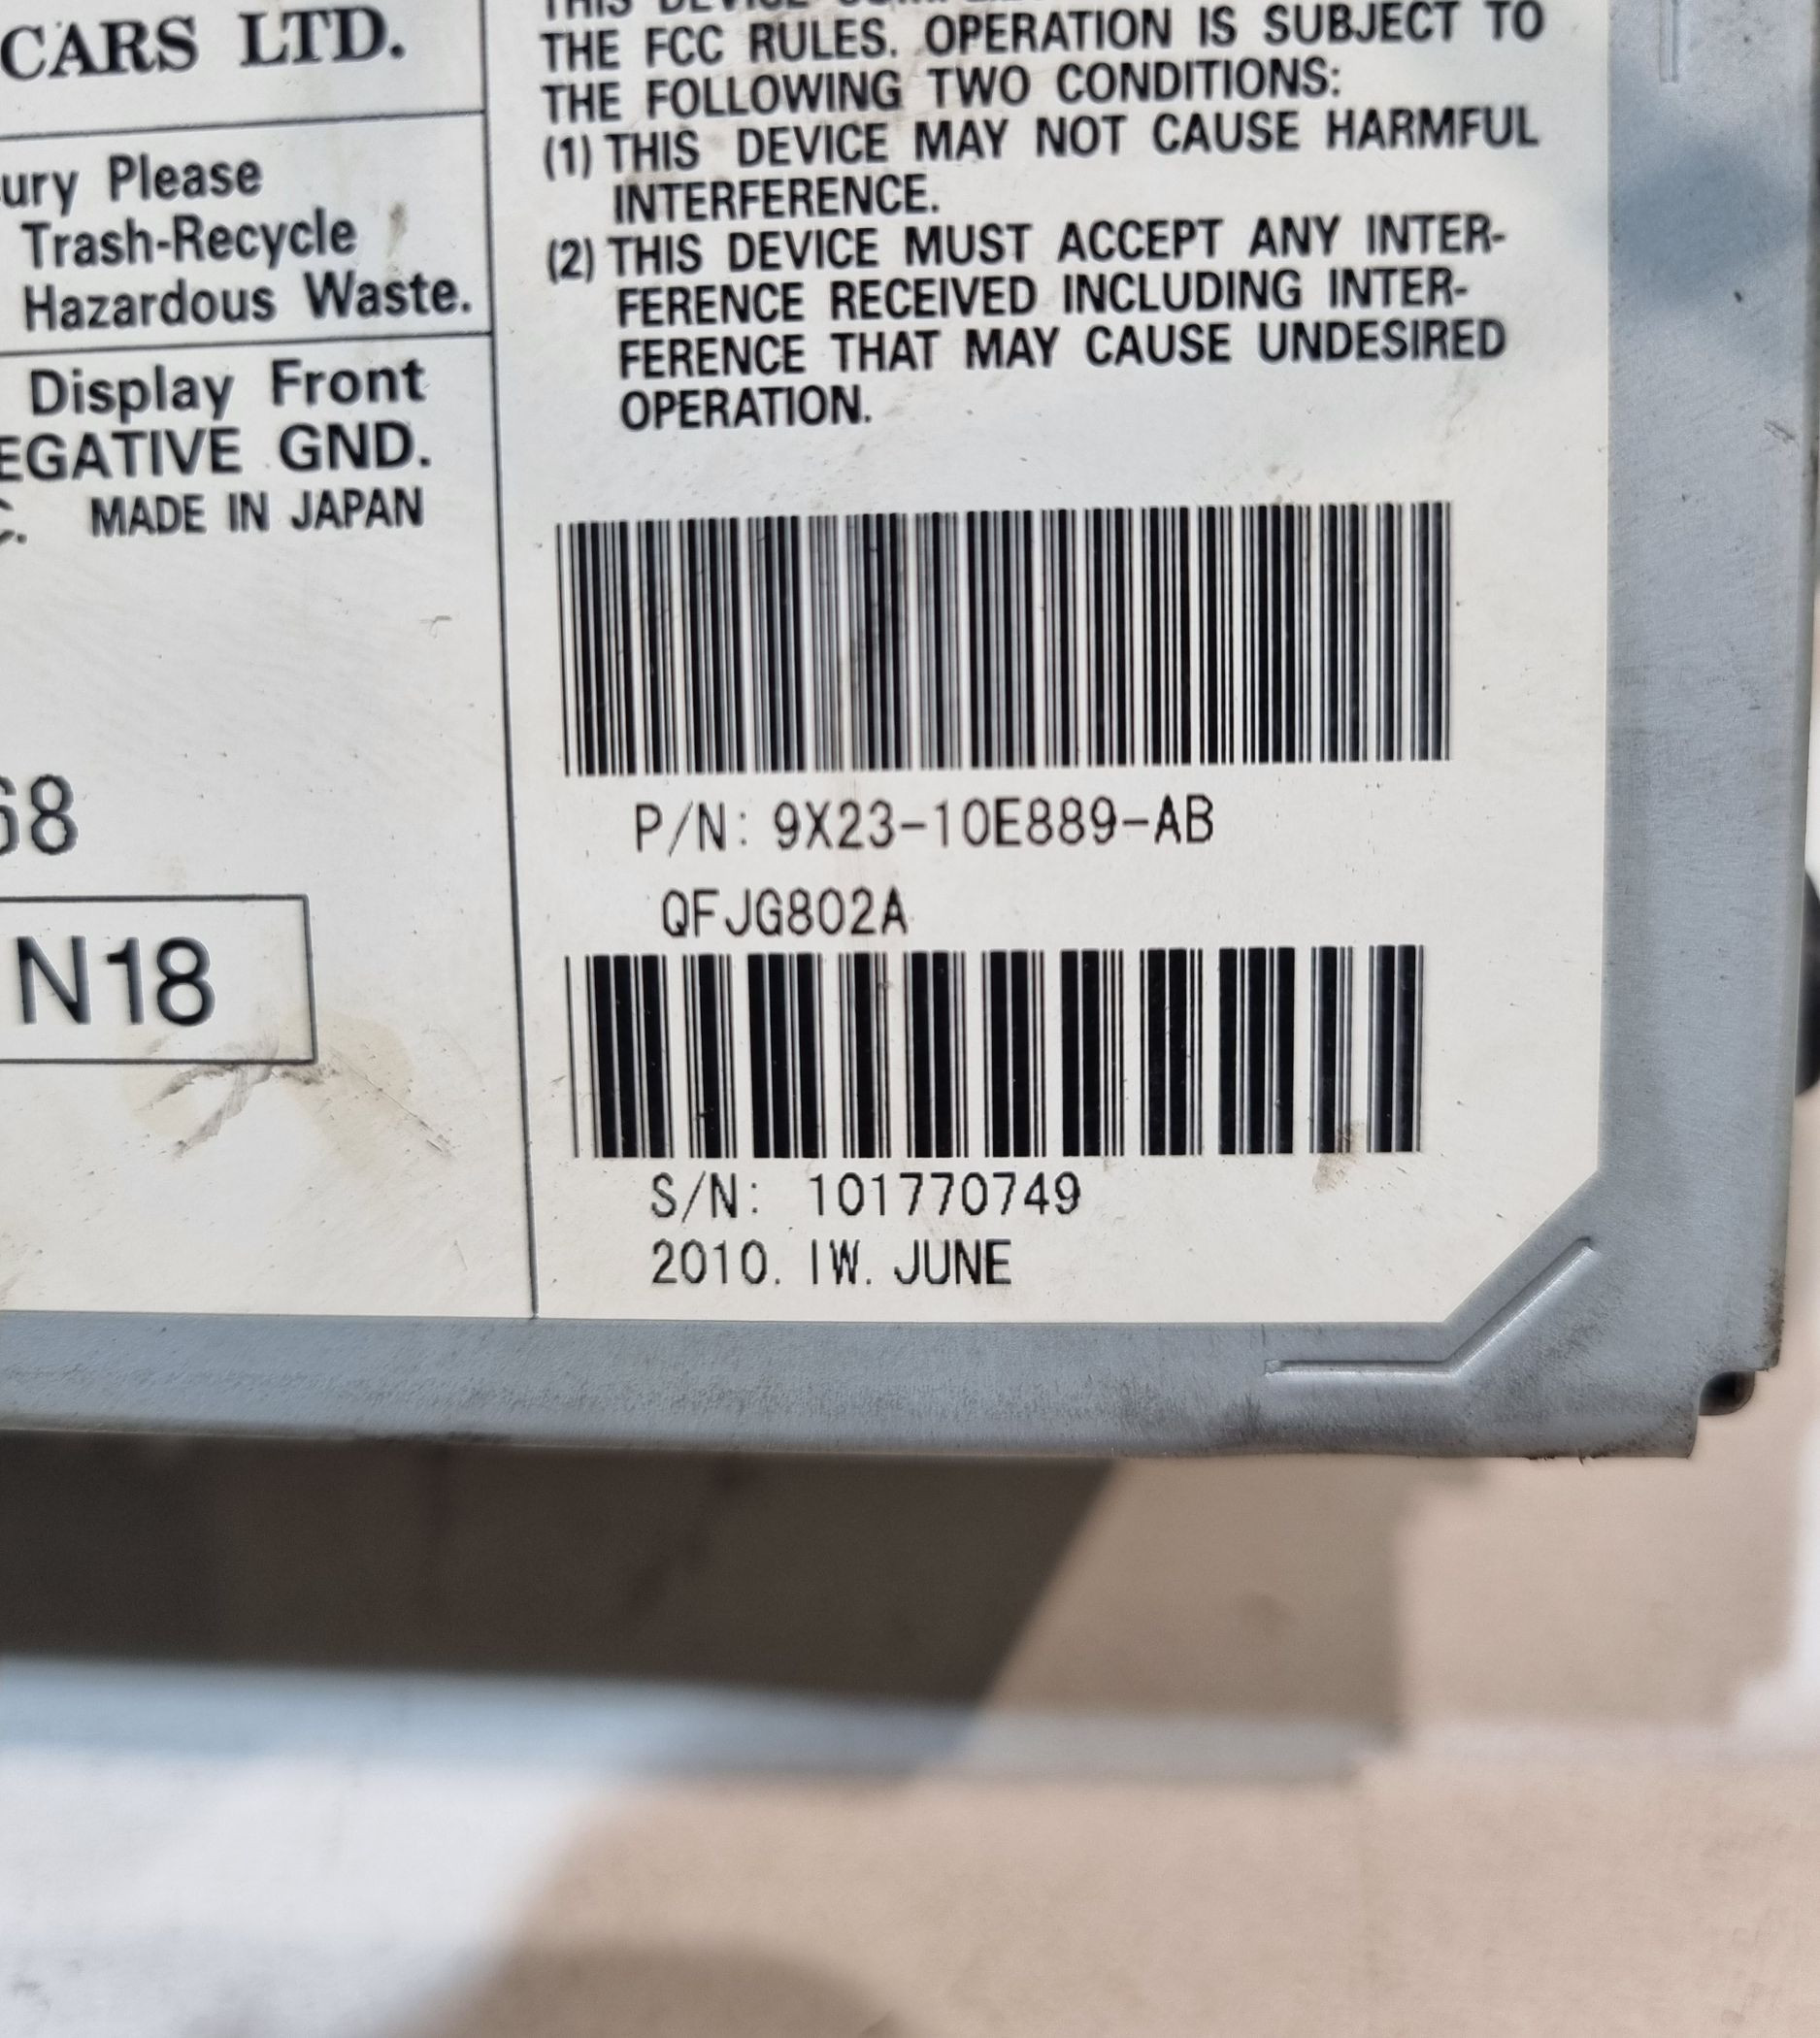 CARS LTD.
Please
Trash-Recycle
Hazardous Waste.
Display Front
GND.
MADE IN JAPAN
68
N18
THIS DEVICE
THE FCC RULES. OPERATION IS SUBJECT TO
THE FOLLOWING TWO CONDITIONS:
(1) THIS DEVICE MAY NOT CAUSE HARMFUL
INTERFERENCE.
(2) THIS DEVICE MUST ACCEPT ANY INTER-
FERENCE RECEIVED INCLUDING INTER-
FERENCE THAT MAY CAUSE UNDESIRED
OPERATION.
P/N: 9X23-10E889-AB
QFJG802A
S/N: 101770749
2010. IW. JUNE